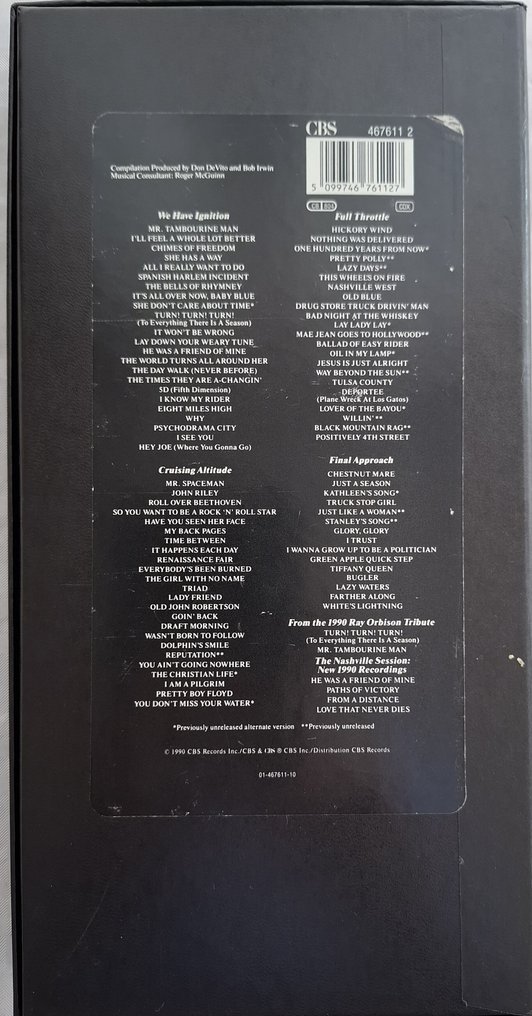 CBS 467611 2
5 099746 761127
Compilation Produced by Don DeVito and Bob Irwin
Musical Consultant: Roger McGuinn
We Have Ignition
MR. TAMBOURINE MAN
I'LL FEEL A WHOLE LOT BETTER
CHIMES OF FREEDOM
SHE HAS A WAY
ALL I REALLY WANT TO DO
SPANISH HARLEM INCIDENT
THE BELLS OF RHYMNEY
IT'S ALL OVER NOW, BABY BLUE
SHE DON'T CARE ABOUT TIME*
TURN! TURN! TURN!
(To Everything There Is A Season)
IT WON'T BE WRONG
LAY DOWN YOUR WEARY TUNE
HE WAS A FRIEND OF MINE
THE WORLD TURNS ALL AROUND HER
THE DAY WALK (NEVER BEFORE)
THE TIMES THEY ARE A-CHANGIN'
5D (Fifth Dimension)
I KNOW MY RIDER
EIGHT MILES HIGH
WHY
PSYCHODRAMA CITY
I SEE YOU
HEY JOE (Where You Gonna Go)
Cruising Altitude
MR. SPACEMAN
JOHN RILEY
ROLL OVER BEETHOVEN
SO YOU WANT TO BE A ROCK 'N' ROLL STAR
HAVE YOU SEEN HER FACE
MY BACK PAGES
TIME BETWEEN
IT HAPPENS EACH DAY
RENAISSANCE FAIR
EVERYBODY'S BEEN BURNED
THE GIRL WITH NO NAME
TRIAD
LADY FRIEND
OLD JOHN ROBERTSON
GOIN' BACK
DRAFT MORNING
WASN'T BORN TO FOLLOW
DOLPHIN'S SMILE
REPUTATION**
YOU AIN'T GOING NOWHERE
THE CHRISTIAN LIFE*
I AM A PILGRIM
PRETTY BOY FLOYD
YOU DON'T MISS YOUR WATER*
Full Throttle
HICKORY WIND
NOTHING WAS DELIVERED
ONE HUNDRED YEARS FROM NOW*
PRETTY POLLY**
LAZY DAYS**
THIS WHEEL'S ON FIRE
NASHVILLE WEST
OLD BLUE
DRUG STORE TRUCK DRIVIN' MAN
BAD NIGHT AT THE WHISKEY
LAY LADY LAY*
MAE JEAN GOES TO HOLLYWOOD**
BALLAD OF EASY RIDER
OIL IN MY LAMP*
JESUS IS JUST ALRIGHT
WAY BEYOND THE SUN**
TULSA COUNTY
DEPORTEE
(Plane Wreck At Los Gatos)
LOVER OF THE BAYOU*
WILLIN'**
BLACK MOUNTAIN RAG**
POSITIVELY 4TH STREET
Final Approach
CHESTNUT MARE
JUST A SEASON
KATHLEEN'S SONG*
TRUCK STOP GIRL
JUST LIKE A WOMAN**
STANLEY'S SONG**
GLORY, GLORY
I TRUST
I WANNA GROW UP TO BE A POLITICIAN
GREEN APPLE QUICK STEP
TIFFANY QUEEN
BUGLER
LAZY WATERS
FARTHER ALONG
WHITE'S LIGHTNING
From the 1990 Ray Orbison Tribute
TURN! TURN! TURN!
(To Everything There Is A Season)
MR. TAMBOURINE MAN
The Nashville Session:
New 1990 Recordings
HE WAS A FRIEND OF MINE
PATHS OF VICTORY
FROM A DISTANCE
LOVE THAT NEVER DIES
*Previously unreleased alternate version **Previously unreleased
© 1990 CBS Records Inc./CBS & CBS ® CBS Inc./Distribution CBS Records
01-467611-10